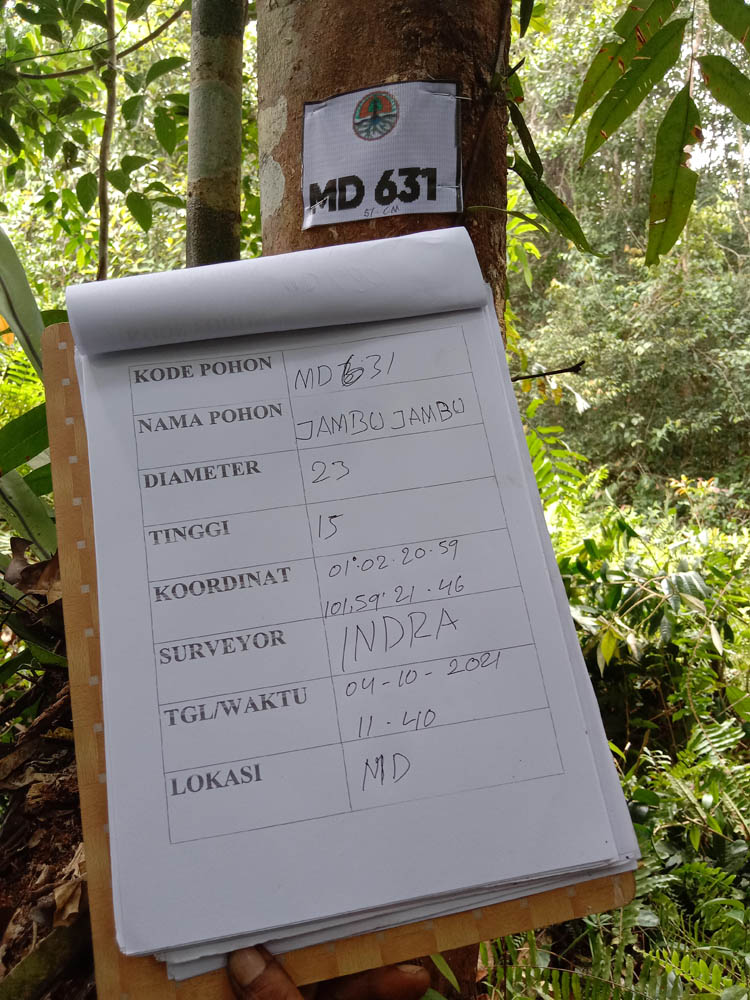 MD 631
51 CM
KODE POHON MD 631
NAMA POHON JAMBU JAMBU
DIAMETER 23
TINGGI 15
KOORDINAT 01°02.20.59
101,59'21.46
SURVEYOR INDRA
TGL/WAKTU 04-10-2021
11.40
LOKASI MD